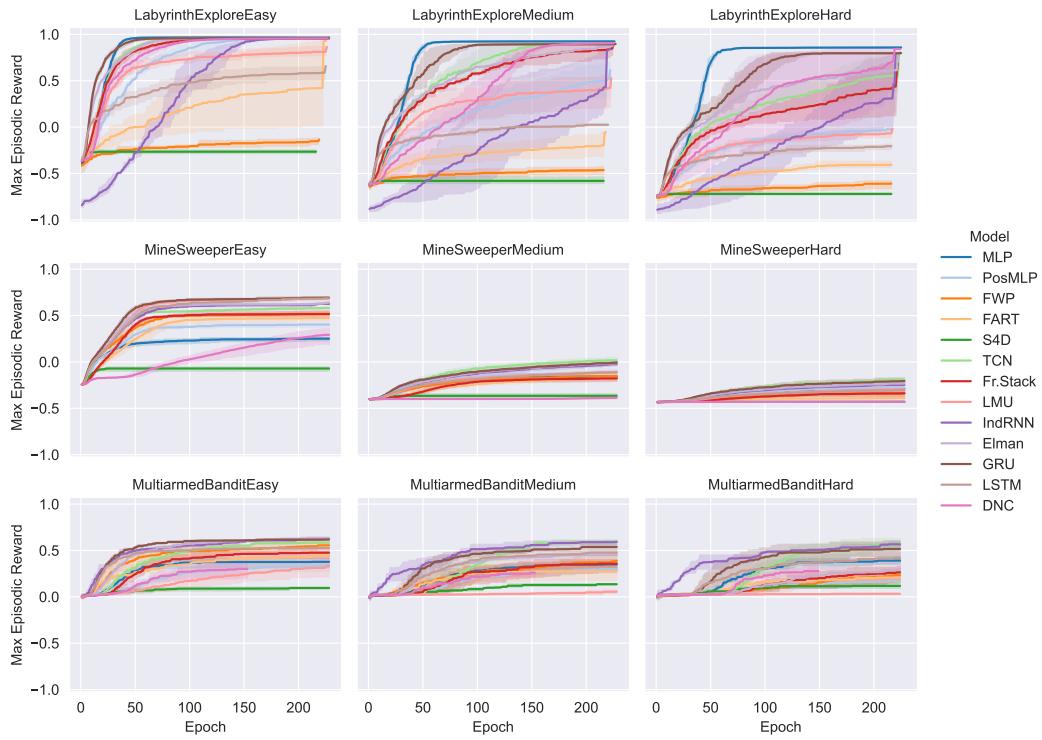 LabyrinthExploreEasy LabyrinthExploreMedium LabyrinthExploreHard
Max Episodic Reward
1.0
0.5
0.0
−0.5
−1.0
MineSweeperEasy MineSweeperMedium MineSweeperHard
Max Episodic Reward
1.0
0.5
0.0
−0.5
−1.0
MultiarmedBanditEasy MultiarmedBanditMedium MultiarmedBanditHard
Max Episodic Reward
1.0
0.5
0.0
−0.5
−1.0
0 50 100 150 200 0 50 100 150 200 0 50 100 150 200
Epoch Epoch Epoch
Model
MLP
PosMLP
FWP
FART
S4D
TCN
Fr.Stack
LMU
IndRNN
Elman
GRU
LSTM
DNC